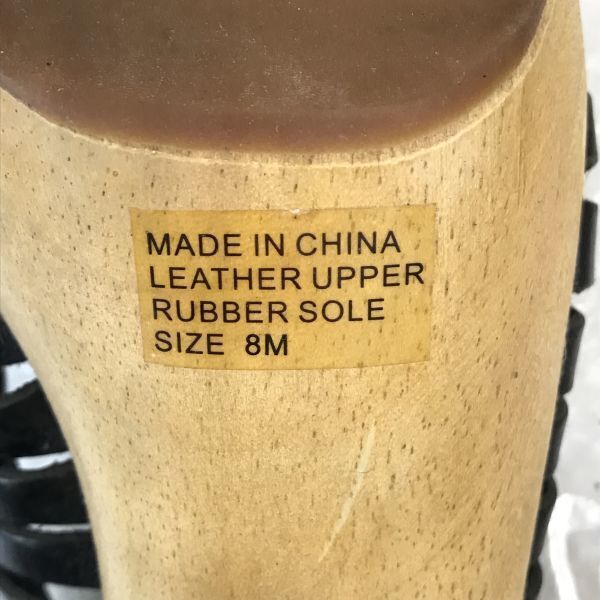 MADE IN CHINA
LEATHER UPPER
RUBBER SOLE
SIZE 8M